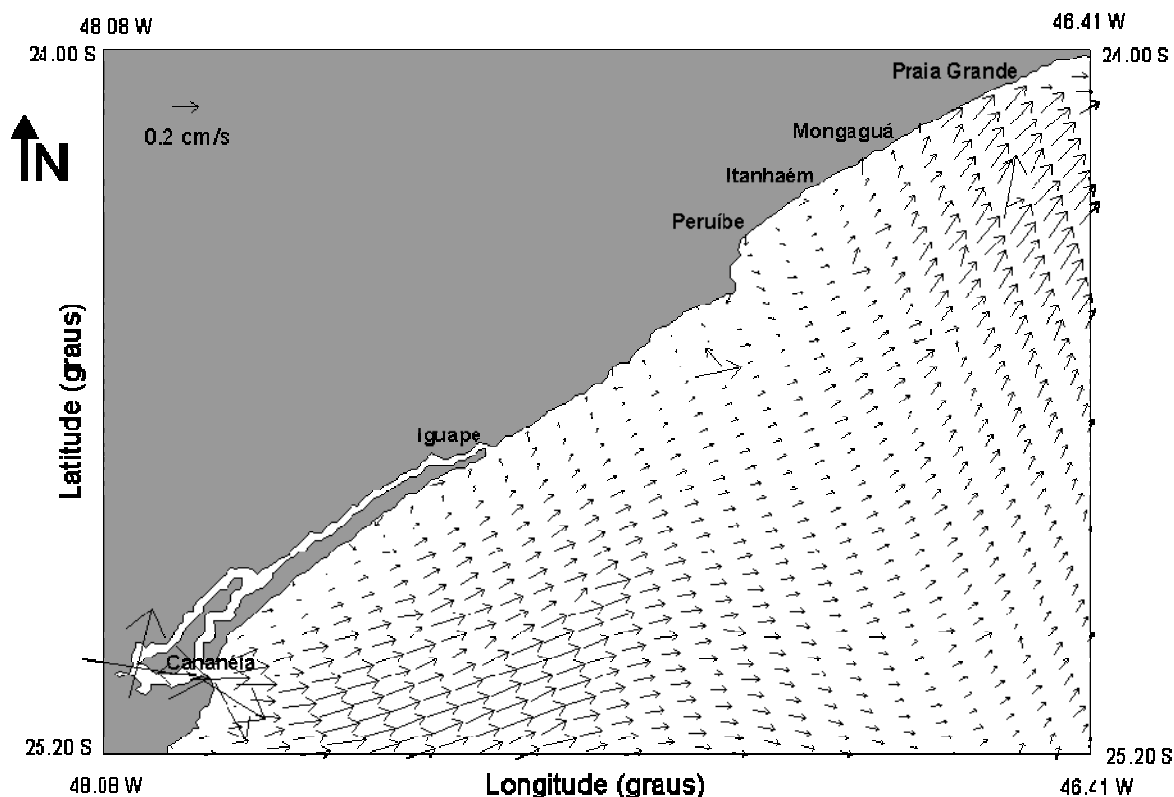 48.08 W
46.41 W
24.00 S
24.00 S
Praia Grande
0.2 cm/s
Mongaguá
N
Itanhaém
Peruíbe
Latitude (graus)
Iguape
Cananéia
25.20 S
25.20 S
48.08 W
Longitude (graus)
46.41 W